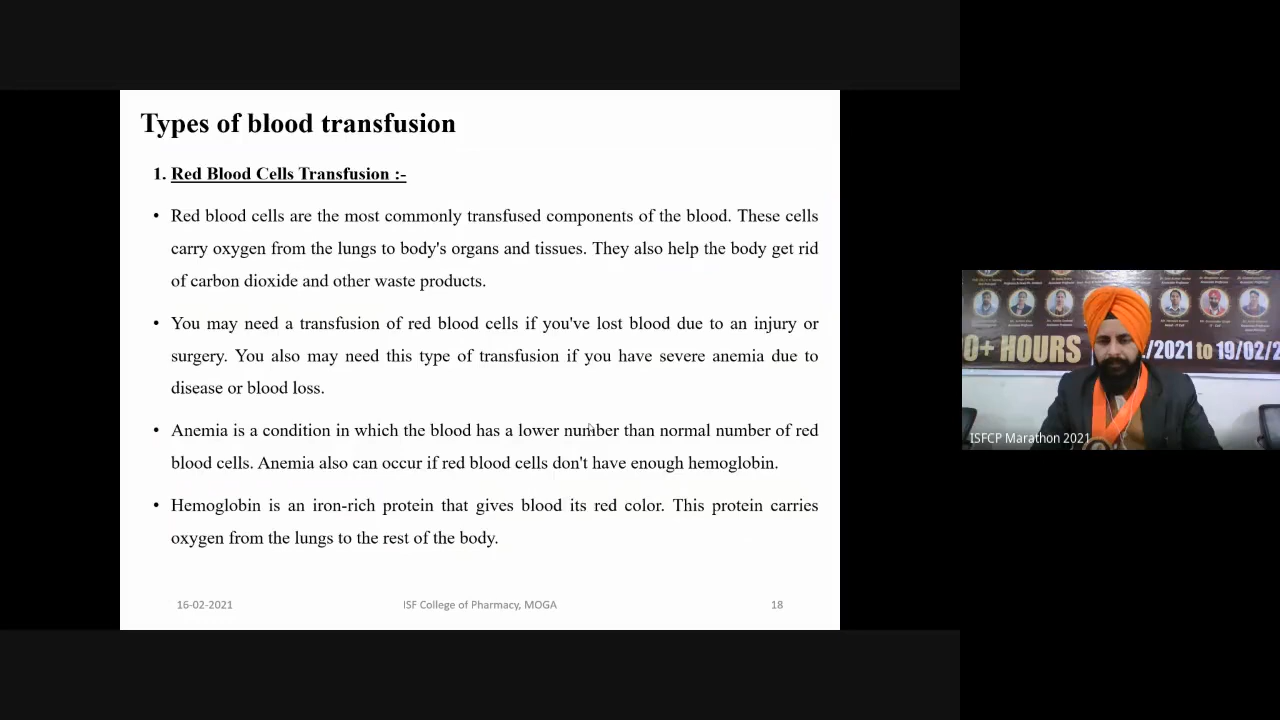 Types of blood transfusion
1. Red Blood Cells Transfusion :-
• Red blood cells are the most commonly transfused components of the blood. These cells
carry oxygen from the lungs to body's organs and tissues. They also help the body get rid
of carbon dioxide and other waste products.
• You may need a transfusion of red blood cells if you've lost blood due to an injury or
surgery. You also may need this type of transfusion if you have severe anemia due to
disease or blood loss.
• Anemia is a condition in which the blood has a lower number than normal number of red
blood cells. Anemia also can occur if red blood cells don't have enough hemoglobin.
• Hemoglobin is an iron-rich protein that gives blood its red color. This protein carries
oxygen from the lungs to the rest of the body.
16-02-2021 ISF College of Pharmacy, MOGA 18
0+ HOURS /2021 to 19/02/2
ISFCP Marathon 2021